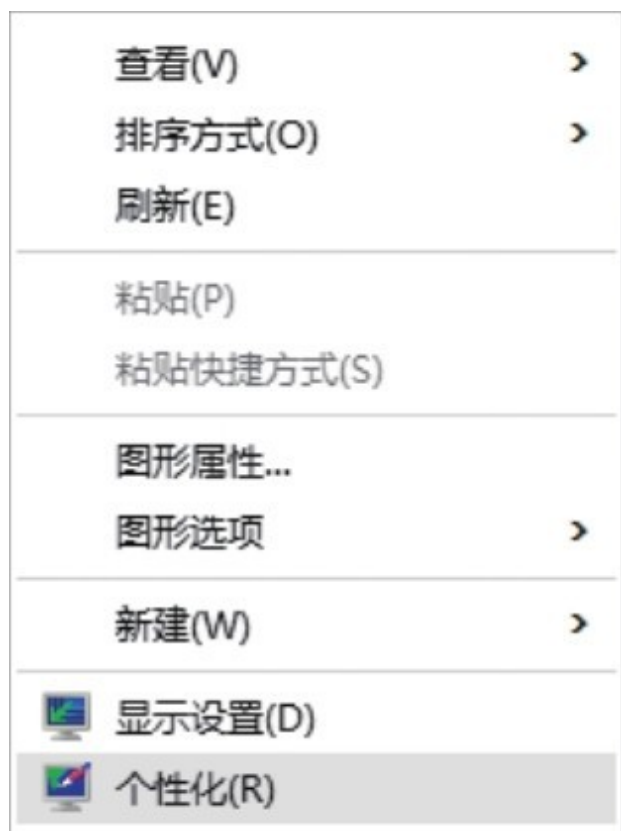 查看(V)
排序方式(O)
刷新(E)
粘贴(P)
粘贴快捷方式(S)
图形属性...
图形选项
新建(W)
显示设置(D)
个性化(R)